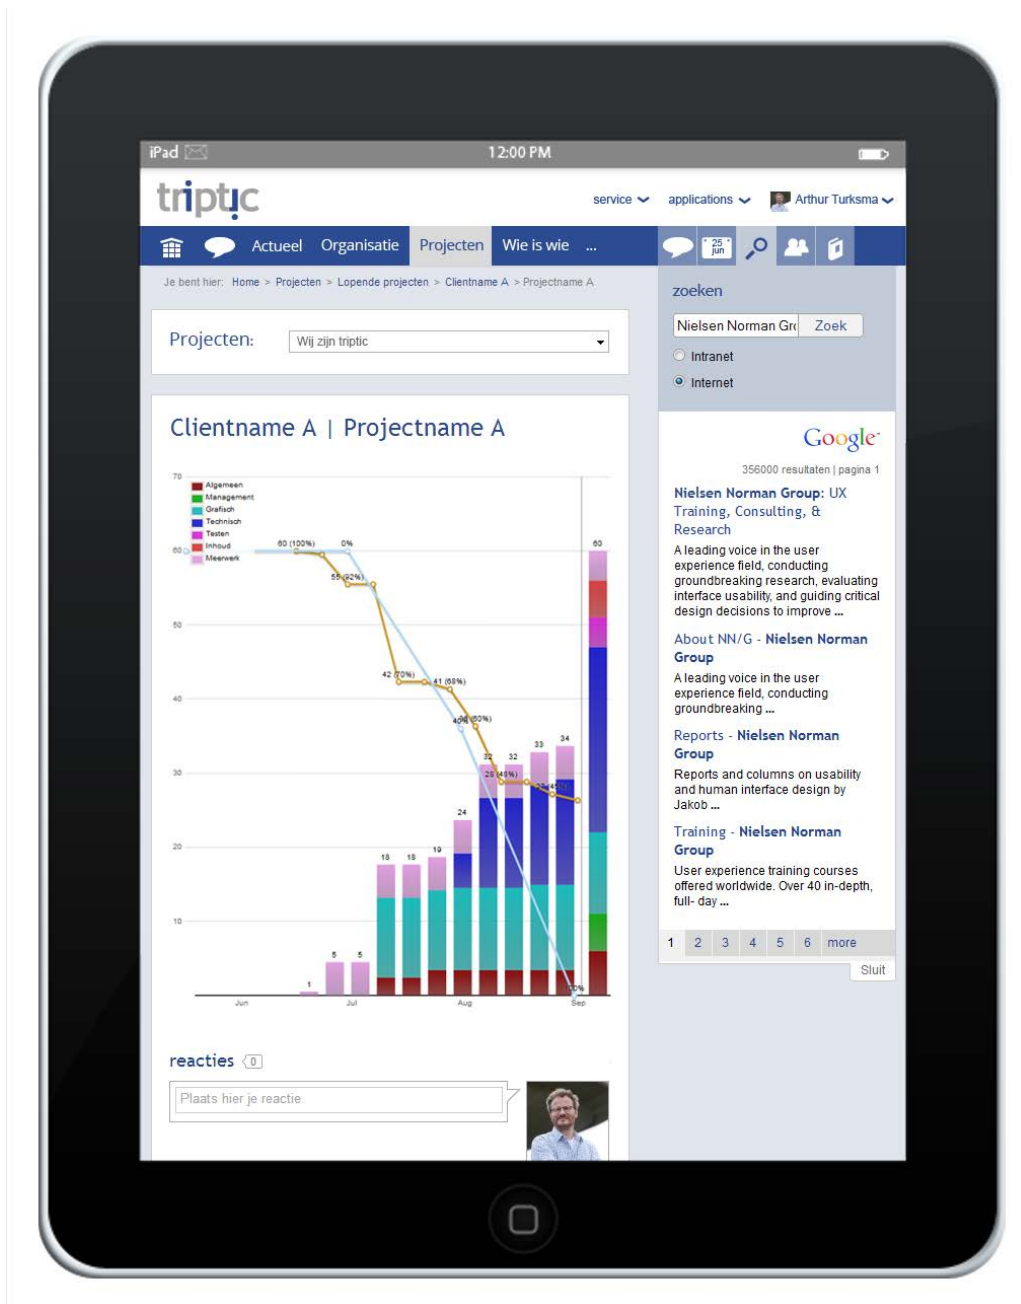 iPad
12:00 PM
triptic
service
applications
Arthur Turksma
Actueel
Organisatie
Projecten
Wie is wie
...
25
jun
Je bent hier: Home > Projecten > Lopende projecten > Clientname A > Projectname A
Projecten:
Wij zijn triptic
Clientname A | Projectname A
70
60
50
40
30
20
10
Algemeen
Management
Grafisch
Technisch
Testen
Inhoud
Meerwerk
60 (100%)
0%
55 (92%)
42 (70%)
41 (68%)
40%
28 (48%)
100%
1
5
5
18
18
19
24
32
32
33
34
60
Jun
Jul
Aug
Sep
reacties
0
Plaats hier je reactie
zoeken
Nielsen Norman Gr
Zoek
Intranet
Internet
Google
356000 resultaten | pagina 1
Nielsen Norman Group: UX
Training, Consulting, &
Research
A leading voice in the user
experience field, conducting
groundbreaking research, evaluating
interface usability, and guiding critical
design decisions to improve ...
About NN/G - Nielsen Norman
Group
A leading voice in the user
experience field, conducting
groundbreaking ...
Reports - Nielsen Norman
Group
Reports and columns on usability
and human interface design by
Jakob ...
Training - Nielsen Norman
Group
User experience training courses
offered worldwide. Over 40 in-depth,
full- day ...
1 2 3 4 5 6 more
Sluit